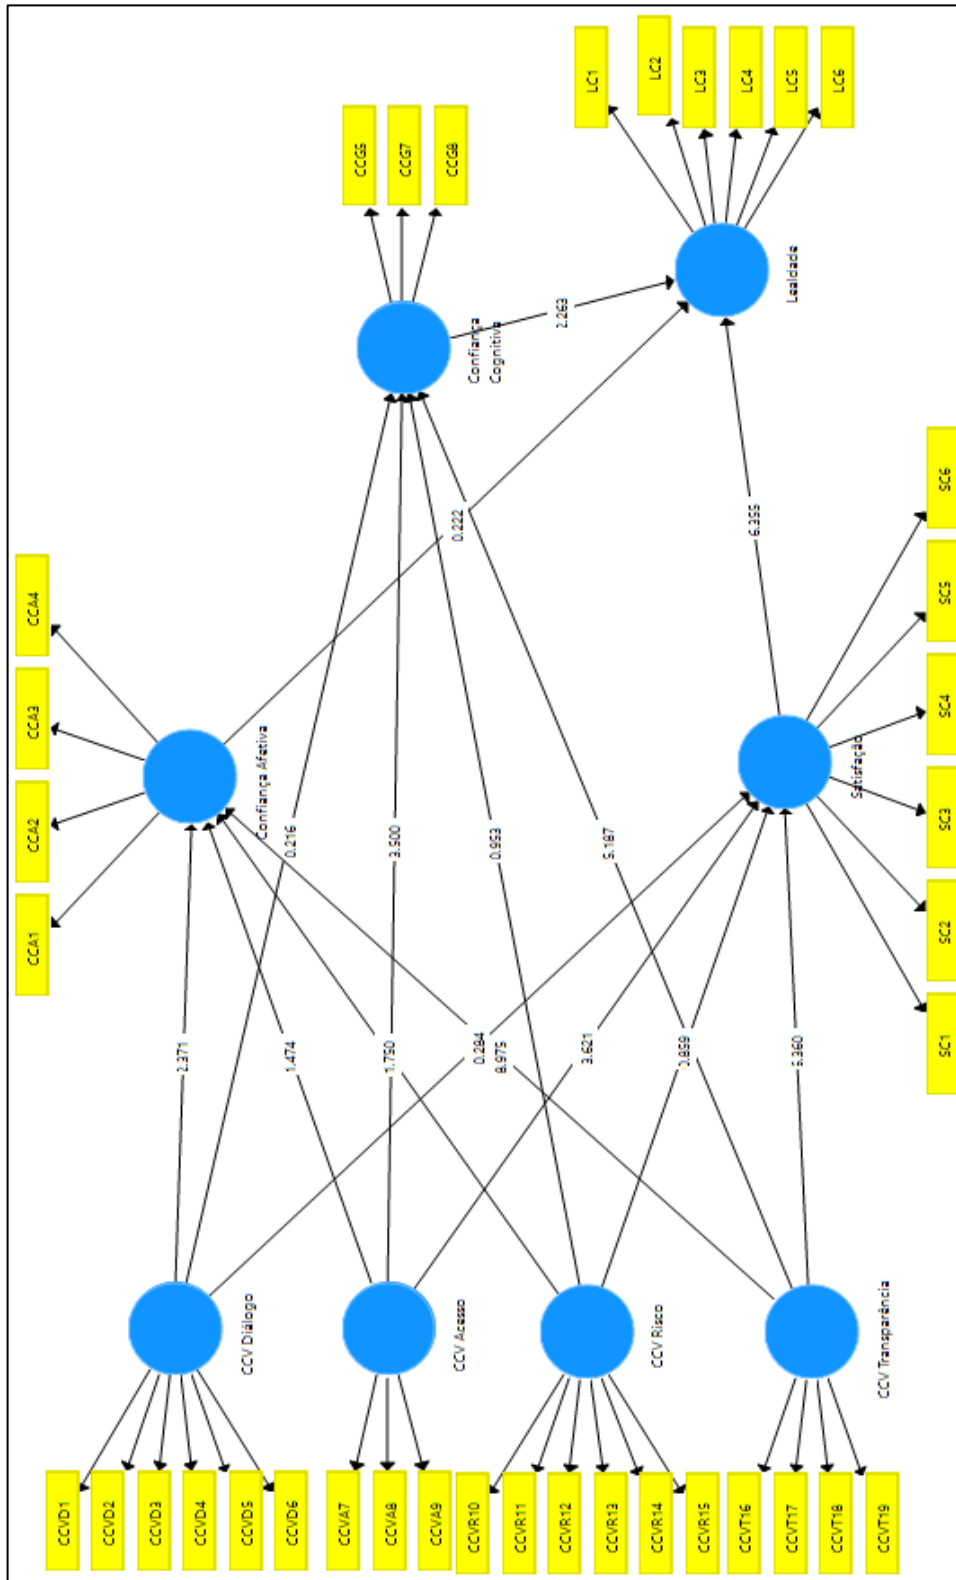 CCA1
CCA2
CCA3
CCA4
Confiança Afetiva
CCG5
CCG7
CCG8
Confiança
Cognitiva
LC1
LC2
LC3
LC4
LC5
LC6
Lealdade
2.263
0.222
6.355
2.371
0.216
0.284
1.474
3.500
3.621
1.750
0.953
0.859
8.975
5.187
5.360
CCVD1
CCVD2
CCVD3
CCVD4
CCVD5
CCVD6
CCV Diálogo
CCVA7
CCVA8
CCVA9
CCV Acesso
CCVR10
CCVR11
CCVR12
CCVR13
CCVR14
CCVR15
CCV Risco
CCVT16
CCVT17
CCVT18
CCVT19
CCV Transparência
Satisfação
SC1
SC2
SC3
SC4
SC5
SC6